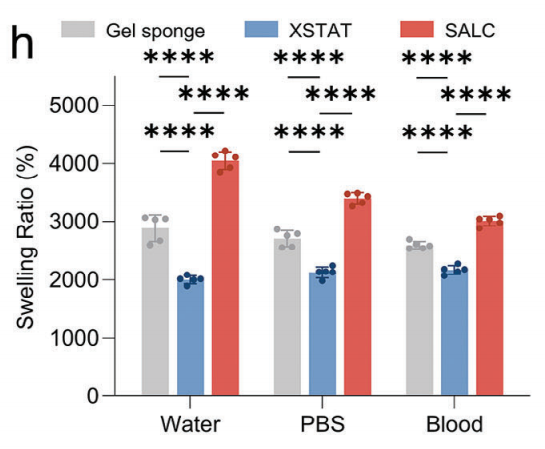 h
Gel sponge XSTAT SALC
**** **** ****
**** **** ****
**** **** ****
Swelling Ratio (%)
5000
4000
3000
2000
1000
0
Water PBS Blood